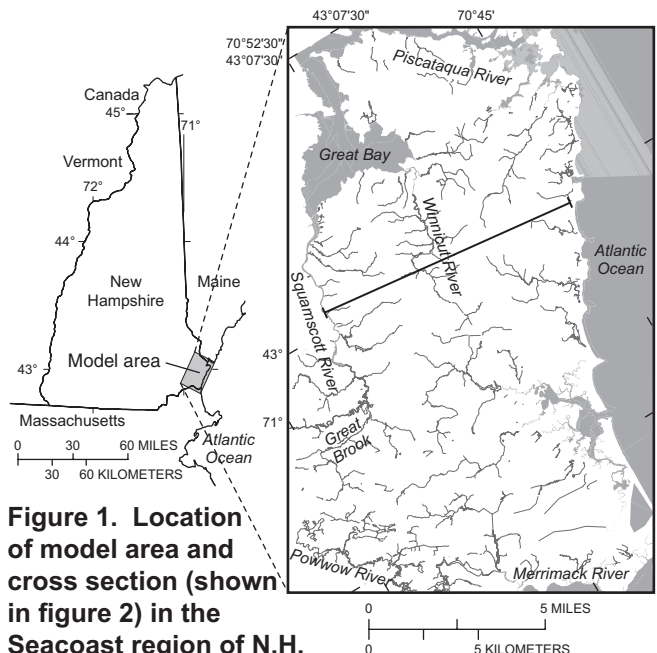 43°07'30"
70°45'
70°52'30"
43°07'30"
Canada
45°
71°
Vermont
72°
44°
New
Hampshire
Maine
43°
Model area
Massachusetts
0 60 MILES
0 30 60 KILOMETERS
Atlantic
Ocean
Piscataqua River
Great Bay
Winnicut River
Atlantic
Ocean
Squamscott River
43°
71°
Great
Brook
Powwow River
Merrimack River
0 5 MILES
0 5 KILOMETERS
Figure 1. Location
of model area and
cross section (shown
in figure 2) in the
Seacoast region of N.H.